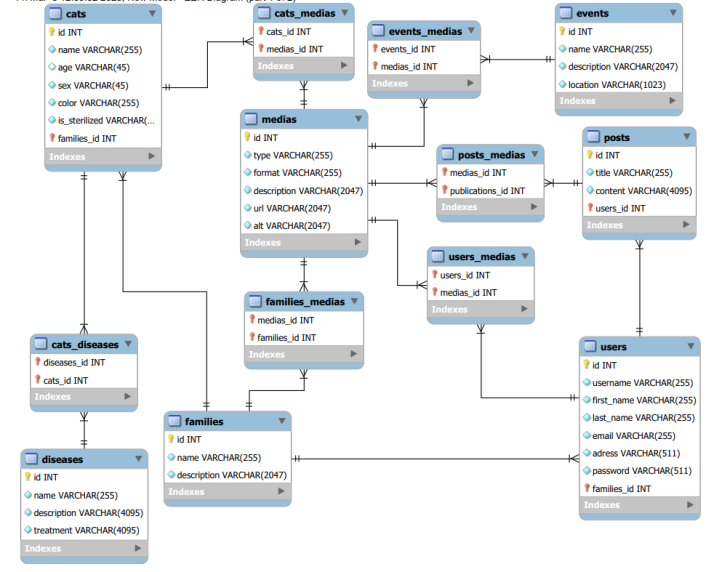 cats
id INT
name VARCHAR(255)
age VARCHAR(45)
sex VARCHAR(45)
color VARCHAR(255)
is_sterilized VARCHAR(...
families_id INT
Indexes
cats_medias
cats_id INT
medias_id INT
Indexes
events_medias
events_id INT
medias_id INT
Indexes
events
id INT
name VARCHAR(255)
description VARCHAR(2047)
location VARCHAR(1023)
Indexes
medias
id INT
type VARCHAR(255)
format VARCHAR(255)
description VARCHAR(2047)
url VARCHAR(2047)
alt VARCHAR(2047)
Indexes
posts_medias
medias_id INT
publications_id INT
Indexes
posts
id INT
title VARCHAR(255)
content VARCHAR(4095)
users_id INT
Indexes
users_medias
users_id INT
medias_id INT
Indexes
families_medias
medias_id INT
families_id INT
Indexes
cats_diseases
diseases_id INT
cats_id INT
Indexes
users
id INT
username VARCHAR(255)
first_name VARCHAR(255)
last_name VARCHAR(255)
email VARCHAR(255)
adress VARCHAR(511)
password VARCHAR(511)
families_id INT
Indexes
families
id INT
name VARCHAR(255)
description VARCHAR(2047)
Indexes
diseases
id INT
name VARCHAR(255)
description VARCHAR(4095)
treatment VARCHAR(4095)
Indexes